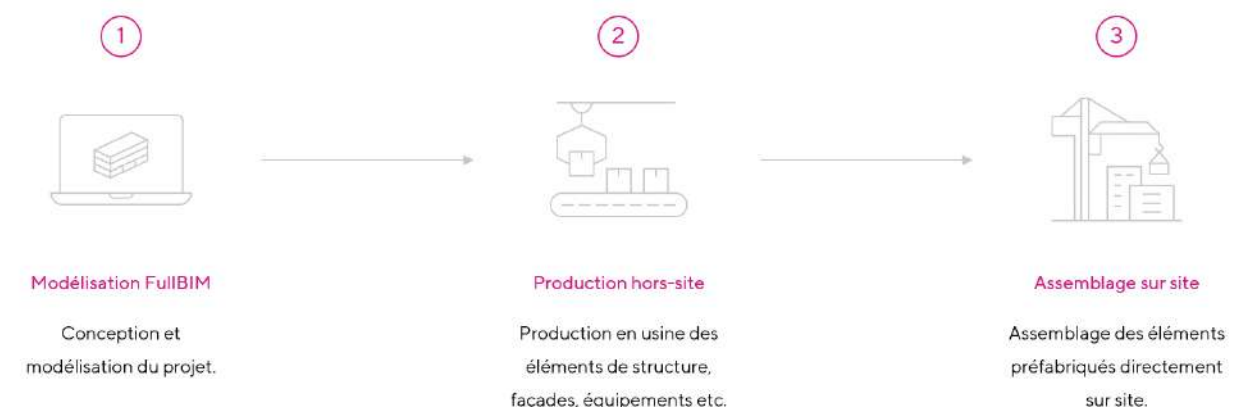 1
2
3
Modélisation FullBIM
Conception et
modélisation du projet.
Production hors-site
Production en usine des
éléments de structure,
façades, équipements etc.
Assemblage sur site
Assemblage des éléments
préfabriqués directement
sur site.